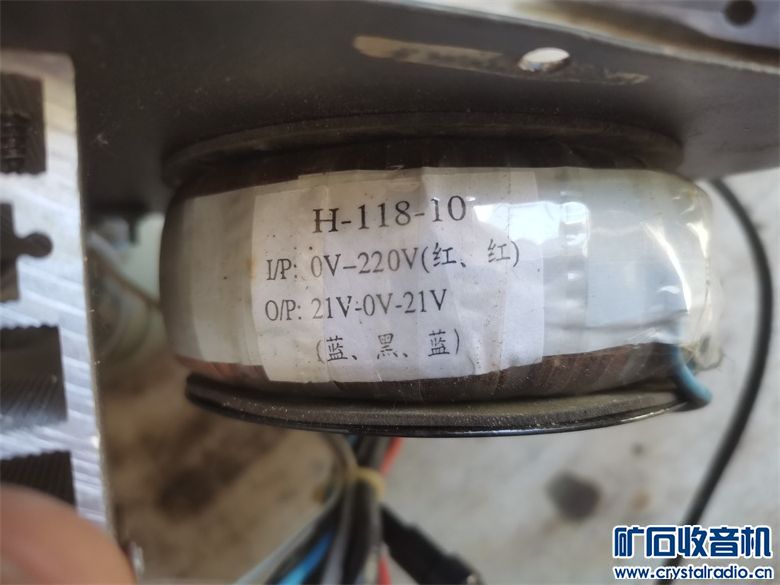 H-118-10
I/P: 0V-220V(红、红)
O/P: 21V-0V-21V
(蓝、黑、蓝)
矿石收音机
www.crystalradio.cn